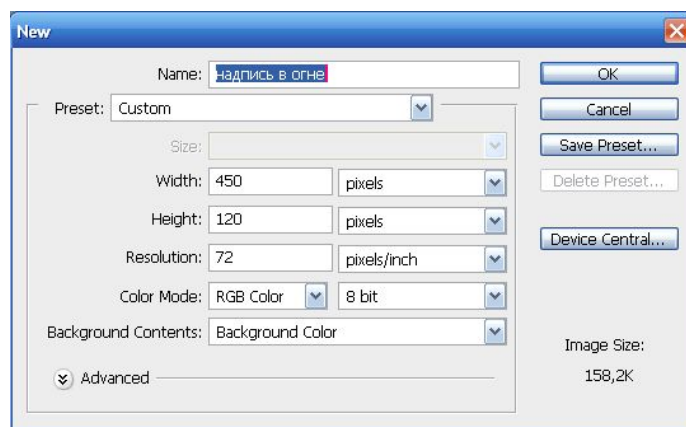 New
Name: надпись в огне
OK
Preset: Custom
Cancel
Size:
Save Preset...
Width: 450 pixels
Delete Preset...
Height: 120 pixels
Device Central...
Resolution: 72 pixels/inch
Color Mode: RGB Color 8 bit
Background Contents: Background Color
Image Size:
158,2K
Advanced